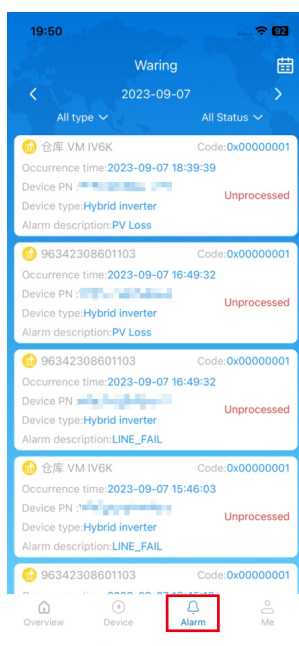 19:50
92
Waring
2023-09-07
All type
All Status
仓库 VM IV6K Code:0x00000001
Occurrence time:2023-09-07 18:39:39
Device PN :
Unprocessed
Device type:Hybrid inverter
Alarm description:PV Loss
96342308601103 Code:0x00000001
Occurrence time:2023-09-07 16:49:32
Device PN :
Unprocessed
Device type:Hybrid inverter
Alarm description:PV Loss
96342308601103 Code:0x00000001
Occurrence time:2023-09-07 16:49:32
Device PN :
Unprocessed
Device type:Hybrid inverter
Alarm description:LINE_FAIL
仓库 VM IV6K Code:0x00000001
Occurrence time:2023-09-07 15:46:03
Device PN :
Unprocessed
Device type:Hybrid inverter
Alarm description:LINE_FAIL
96342308601103 Code:0x00000001
Overview Device Alarm Me